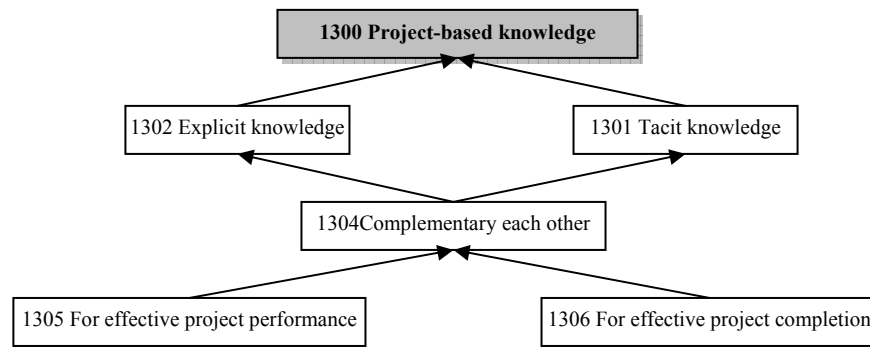 1300 Project-based knowledge
1302 Explicit knowledge
1301 Tacit knowledge
1304Complementary each other
1305 For effective project performance
1306 For effective project completion